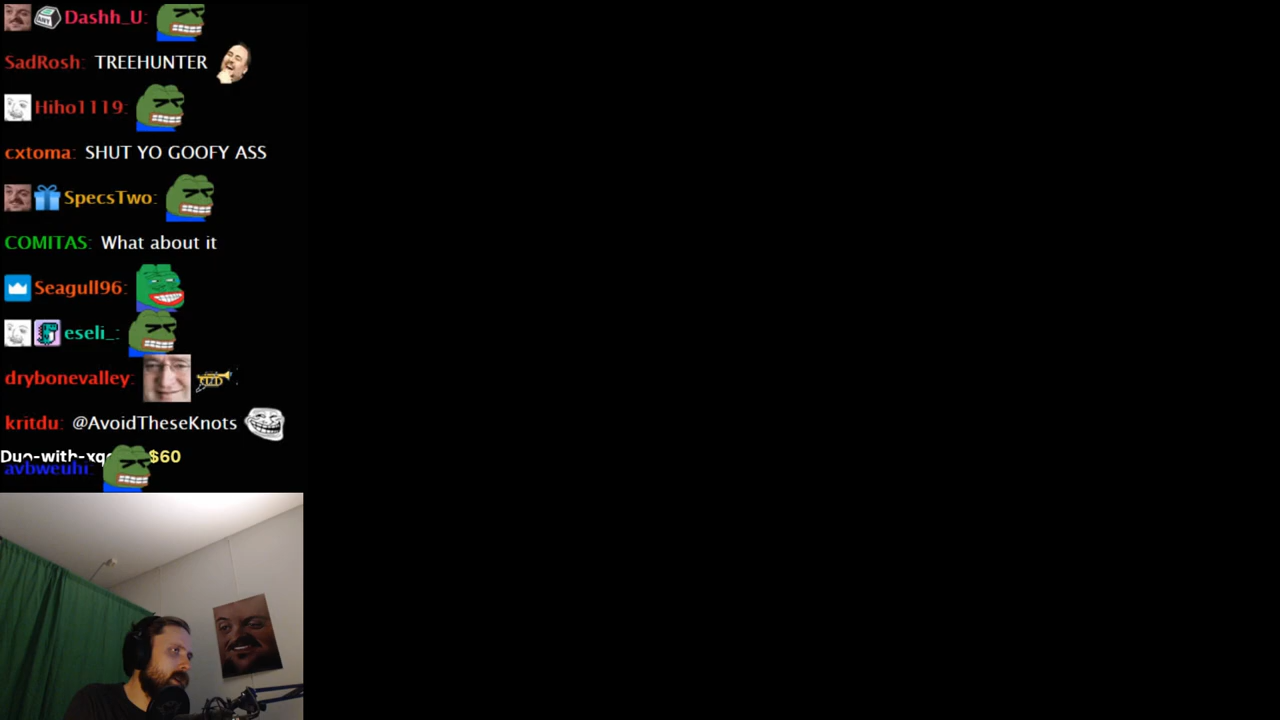 Dashh_U:
SadRosh: TREEHUNTER
Hiho1119:
cxtoma: SHUT YO GOOFY ASS
SpecsTwo:
COMITAS: What about it
Seagull96:
eseli_:
drybonevalley:
kritdu: @AvoidTheseKnots
$60
avbweuhi: